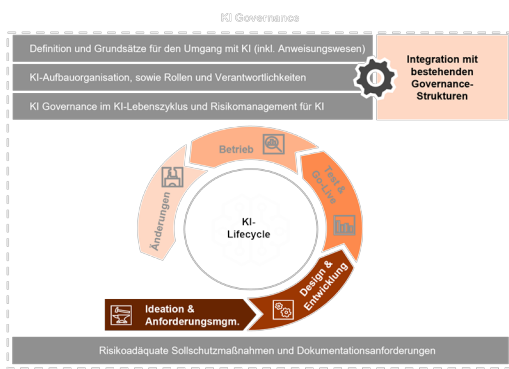 KI Governance
Definition und Grundsätze für den Umgang mit KI (inkl. Anweisungswesen)
KI-Aufbauorganisation, sowie Rollen und Verantwortlichkeiten
KI Governance im KI-Lebenszyklus und Risikomanagement für KI
Integration mit
bestehenden
Governance-
Strukturen
Betrieb
Test &
Go-Live
Änderungen
KI-
Lifecycle
Design &
Entwicklung
Ideation &
Anforderungsmgm.
Risikoadäquate Sollschutzmaßnahmen und Dokumentationsanforderungen